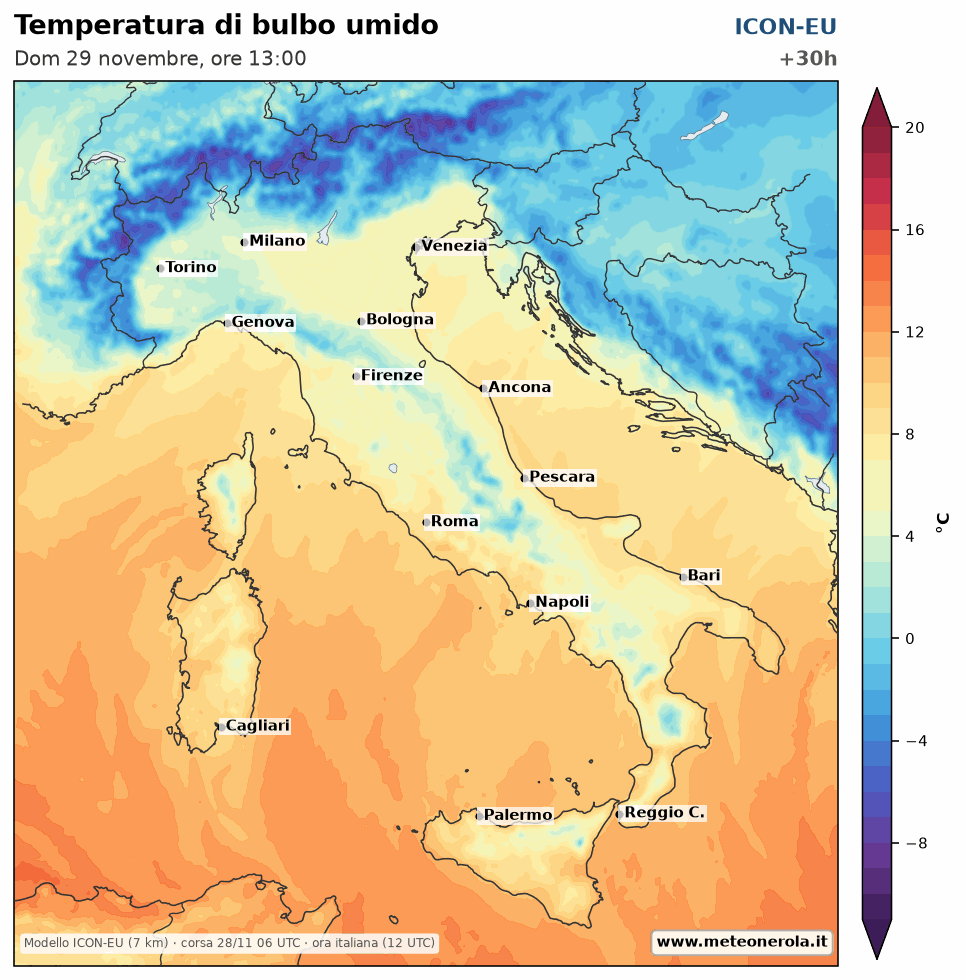 Temperatura di bulbo umido
ICON-EU
Dom 29 novembre, ore 13:00
+30h
20
16
12
8
4
0
−4
−8
°C
Milano
Venezia
Torino
Genova
Bologna
Firenze
Ancona
Pescara
Roma
Bari
Napoli
Cagliari
Palermo
Reggio C.
Modello ICON-EU (7 km) · corsa 28/11 06 UTC · ora italiana (12 UTC)
www.meteonerola.it